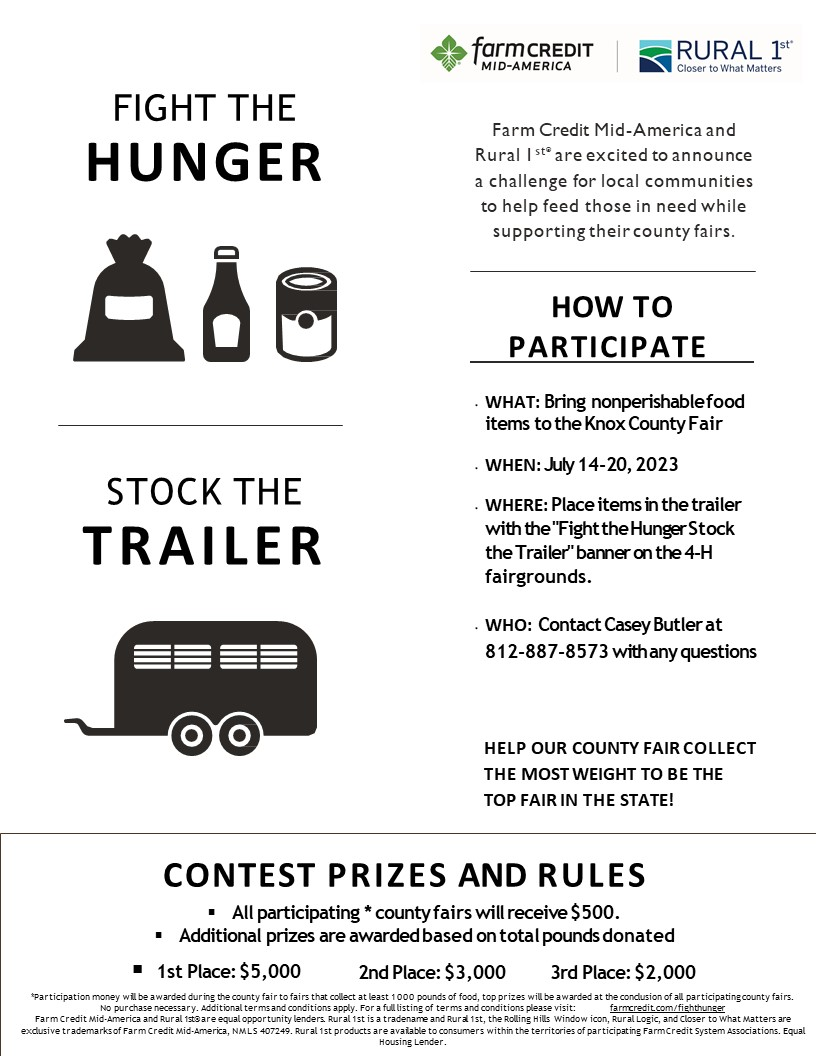 farm CREDIT
MID-AMERICA
RURAL 1st®
Closer to What Matters
FIGHT THE
HUNGER
STOCK THE
TRAILER
Farm Credit Mid-America and
Rural 1st® are excited to announce
a challenge for local communities
to help feed those in need while
supporting their county fairs.
HOW TO
PARTICIPATE
· WHAT: Bring nonperishable food
items to the Knox County Fair
· WHEN: July 14-20, 2023
· WHERE: Place items in the trailer
with the "Fight the Hunger Stock
the Trailer" banner on the 4-H
fairgrounds.
· WHO: Contact Casey Butler at
812-887-8573 with any questions
HELP OUR COUNTY FAIR COLLECT
THE MOST WEIGHT TO BE THE
TOP FAIR IN THE STATE!
CONTEST PRIZES AND RULES
▪ All participating * county fairs will receive $500.
▪ Additional prizes are awarded based on total pounds donated
▪ 1st Place: $5,000 2nd Place: $3,000 3rd Place: $2,000
*Participation money will be awarded during the county fair to fairs that collect at least 1000 pounds of food, top prizes will be awarded at the conclusion of all participating county fairs.
No purchase necessary. Additional terms and conditions apply. For a full listing of terms and conditions please visit: farmcredit.com/fighthunger
Farm Credit Mid-America and Rural 1st® are equal opportunity lenders. Rural 1st is a tradename and Rural 1st, the Rolling Hills Window icon, Rural Logic, and Closer to What Matters are
exclusive trademarks of Farm Credit Mid-America, NMLS 407249. Rural 1st products are available to consumers within the territories of participating Farm Credit System Associations. Equal
Housing Lender.